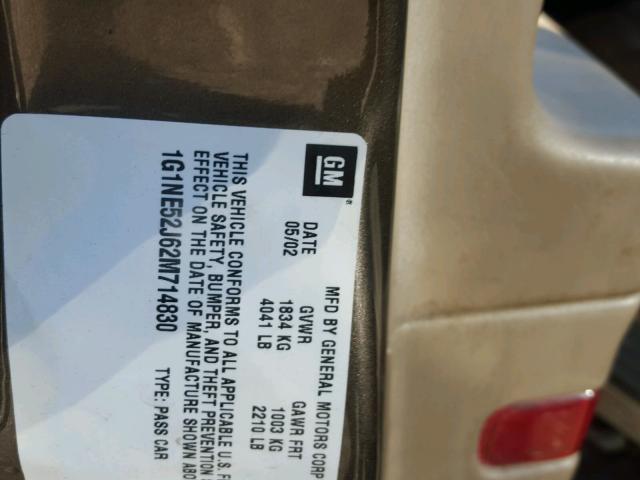 GM
MFD BY GENERAL MOTORS CORP
DATE GVWR GAWR FRT
05/02 1834 KG 1003 KG
4041 LB 2210 LB
THIS VEHICLE CONFORMS TO ALL APPLICABLE U.S. F
VEHICLE SAFETY, BUMPER, AND THEFT PREVENTION
EFFECT ON THE DATE OF MANUFACTURE SHOWN ABO
1G1NE52J62M714830 TYPE: PASS CAR